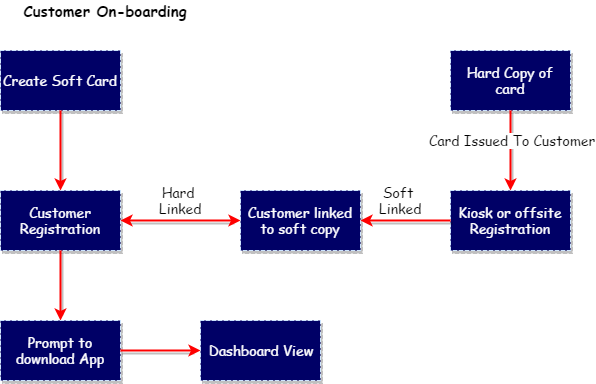 Customer On-boarding
Create Soft Card
Hard Copy of
card
Card Issued To Customer
Customer
Registration
Hard
Linked
Customer linked
to soft copy
Soft
Linked
Kiosk or offsite
Registration
Prompt to
download App
Dashboard View